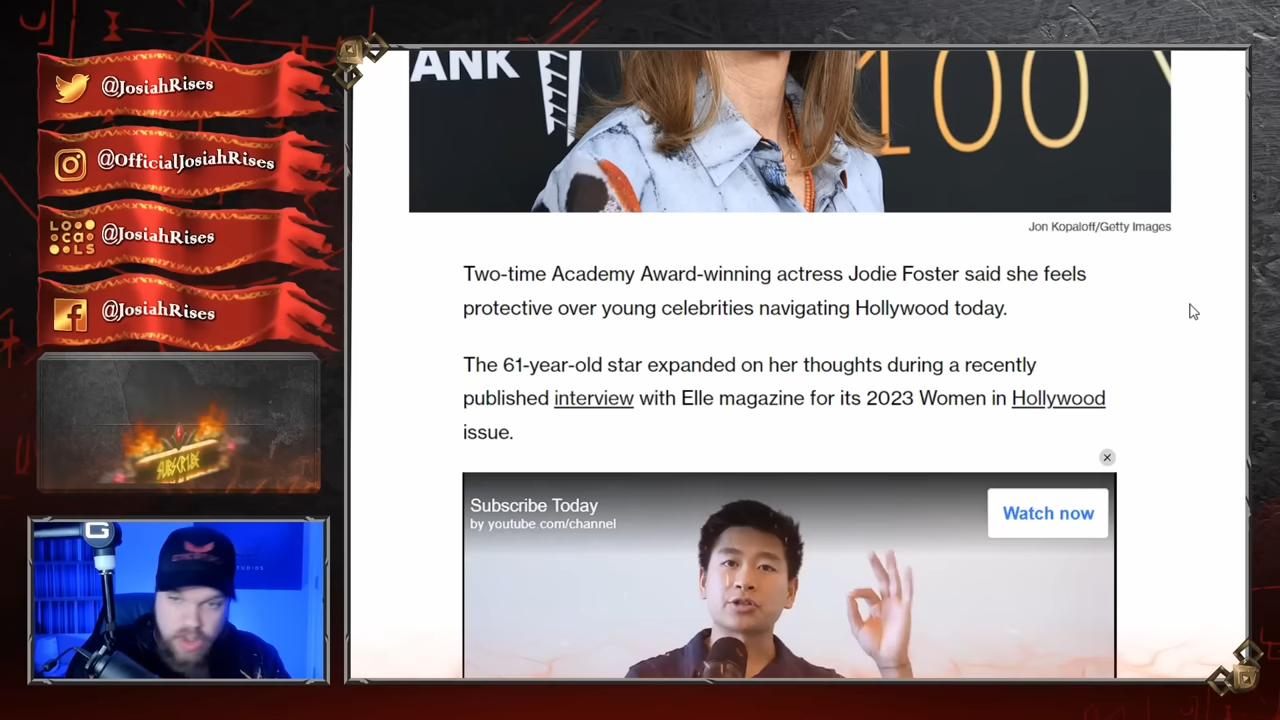 @JosiahRises
@OfficialJosiahRises
LOCALS
@JosiahRises
@JosiahRises
SUBSCRIBE
G
ANK
100
Jon Kopaloff/Getty Images
Two-time Academy Award-winning actress Jodie Foster said she feels
protective over young celebrities navigating Hollywood today.
The 61-year-old star expanded on her thoughts during a recently
published interview with Elle magazine for its 2023 Women in Hollywood
issue.
Subscribe Today
by youtube.com/channel
Watch now